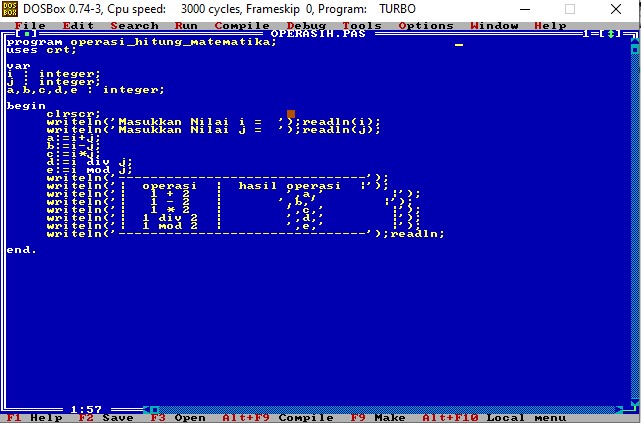 DOSBox 0.74-3, Cpu speed: 3000 cycles, Frameskip 0, Program: TURBO
File Edit Search Run Compile Debug Tools Options Window Help
OPERASIH.PAS 1=[↕]
program operasi_hitung_matematika;
uses crt;
var
i : integer;
j : integer;
a,b,c,d,e : integer;
begin
clrscr;
writeln('Masukkan Nilai i = ');readln(i);
writeln('Masukkan Nilai j = ');readln(j);
a:=i+j;
b:=i-j;
c:=i*j;
d:=i div j;
e:=i mod j;
writeln('---------------------------------');
writeln('| operasi | hasil operasi |');
writeln('| 1 + 2 | ',a,' |');
writeln('| 1 - 2 | ',b,' |');
writeln('| 1 * 2 | ',c,' |');
writeln('| 1 div 2 | ',d,' |');
writeln('| 1 mod 2 | ',e,' |');
writeln('---------------------------------');readln;
end.
1:57
F1 Help F2 Save F3 Open Alt+F9 Compile F9 Make Alt+F10 Local menu